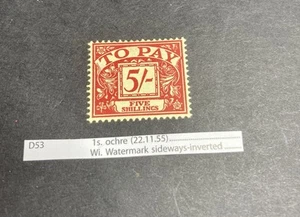 TO PAY
5/-
FIVE
SHILLINGS
D53 1s. ochre (22.11.55)
Wi. Watermark sideways-inverted